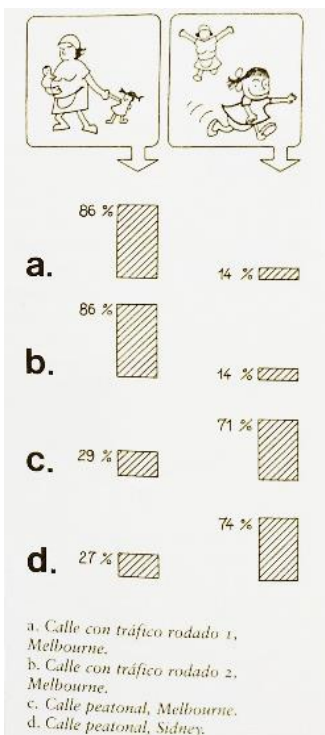 86 %
a.
14 %
86 %
b.
14 %
71 %
c. 29 %
74 %
d. 27 %
a. Calle con tráfico rodado 1,
Melbourne.
b. Calle con tráfico rodado 2,
Melbourne.
c. Calle peatonal, Melbourne.
d. Calle peatonal, Sidney.